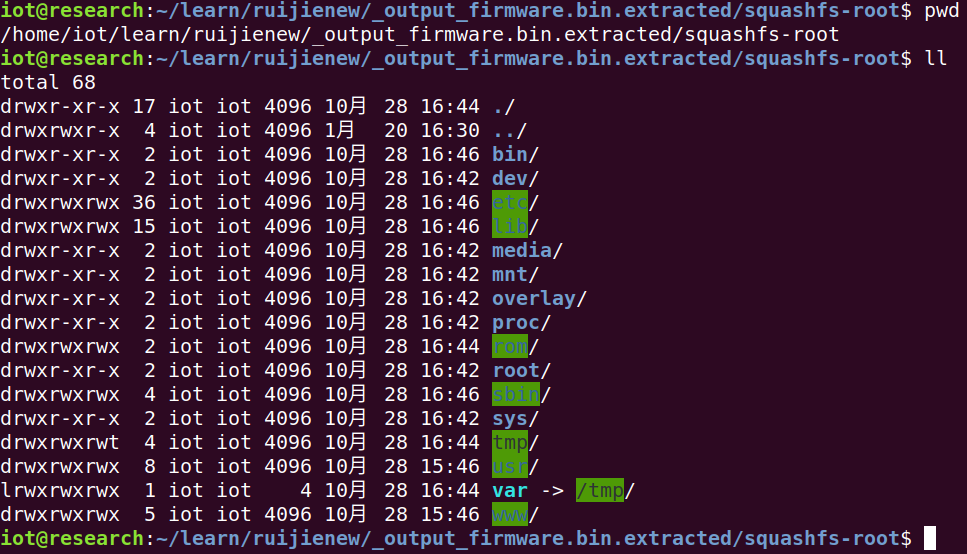 iot@research:~/learn/ruijienew/_output_firmware.bin.extracted/squashfs-root$ pwd
/home/iot/learn/ruijienew/_output_firmware.bin.extracted/squashfs-root
iot@research:~/learn/ruijienew/_output_firmware.bin.extracted/squashfs-root$ ll
total 68
drwxr-xr-x 17 iot iot 4096 10月 28 16:44 ./
drwxrwxr-x  4 iot iot 4096 1月  20 16:30 ../
drwxr-xr-x  2 iot iot 4096 10月 28 16:46 bin/
drwxr-xr-x  2 iot iot 4096 10月 28 16:42 dev/
drwxrwxrwx 36 iot iot 4096 10月 28 16:46 etc/
drwxrwxrwx 15 iot iot 4096 10月 28 16:46 lib/
drwxr-xr-x  2 iot iot 4096 10月 28 16:42 media/
drwxr-xr-x  2 iot iot 4096 10月 28 16:42 mnt/
drwxr-xr-x  2 iot iot 4096 10月 28 16:42 overlay/
drwxr-xr-x  2 iot iot 4096 10月 28 16:42 proc/
drwxrwxrwx  2 iot iot 4096 10月 28 16:44 rom/
drwxr-xr-x  2 iot iot 4096 10月 28 16:42 root/
drwxrwxrwx  4 iot iot 4096 10月 28 16:46 sbin/
drwxr-xr-x  2 iot iot 4096 10月 28 16:42 sys/
drwxrwxrwt  4 iot iot 4096 10月 28 16:44 tmp/
drwxrwxrwx  8 iot iot 4096 10月 28 15:46 usr/
lrwxrwxrwx  1 iot iot    4 10月 28 16:44 var -> /tmp/
drwxrwxrwx  5 iot iot 4096 10月 28 15:46 www/
iot@research:~/learn/ruijienew/_output_firmware.bin.extracted/squashfs-root$